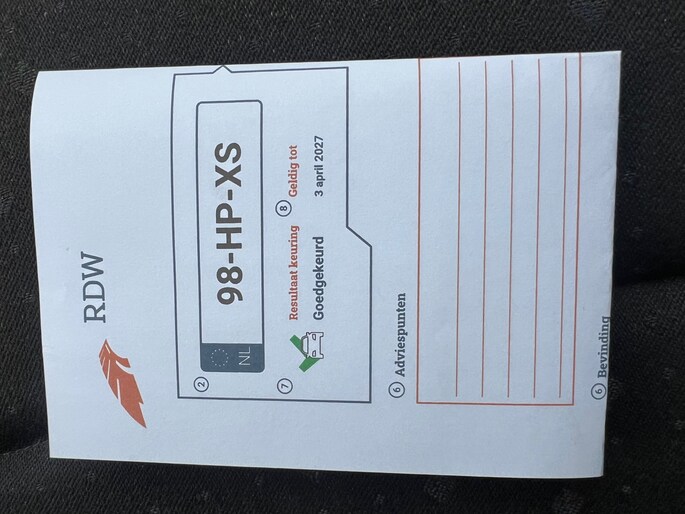 RDW
2
NL
98-HP-XS
7 Resultaat keuring
Goedgekeurd
8 Geldig tot
3 april 2027
6 Adviespunten
6 Bevinding